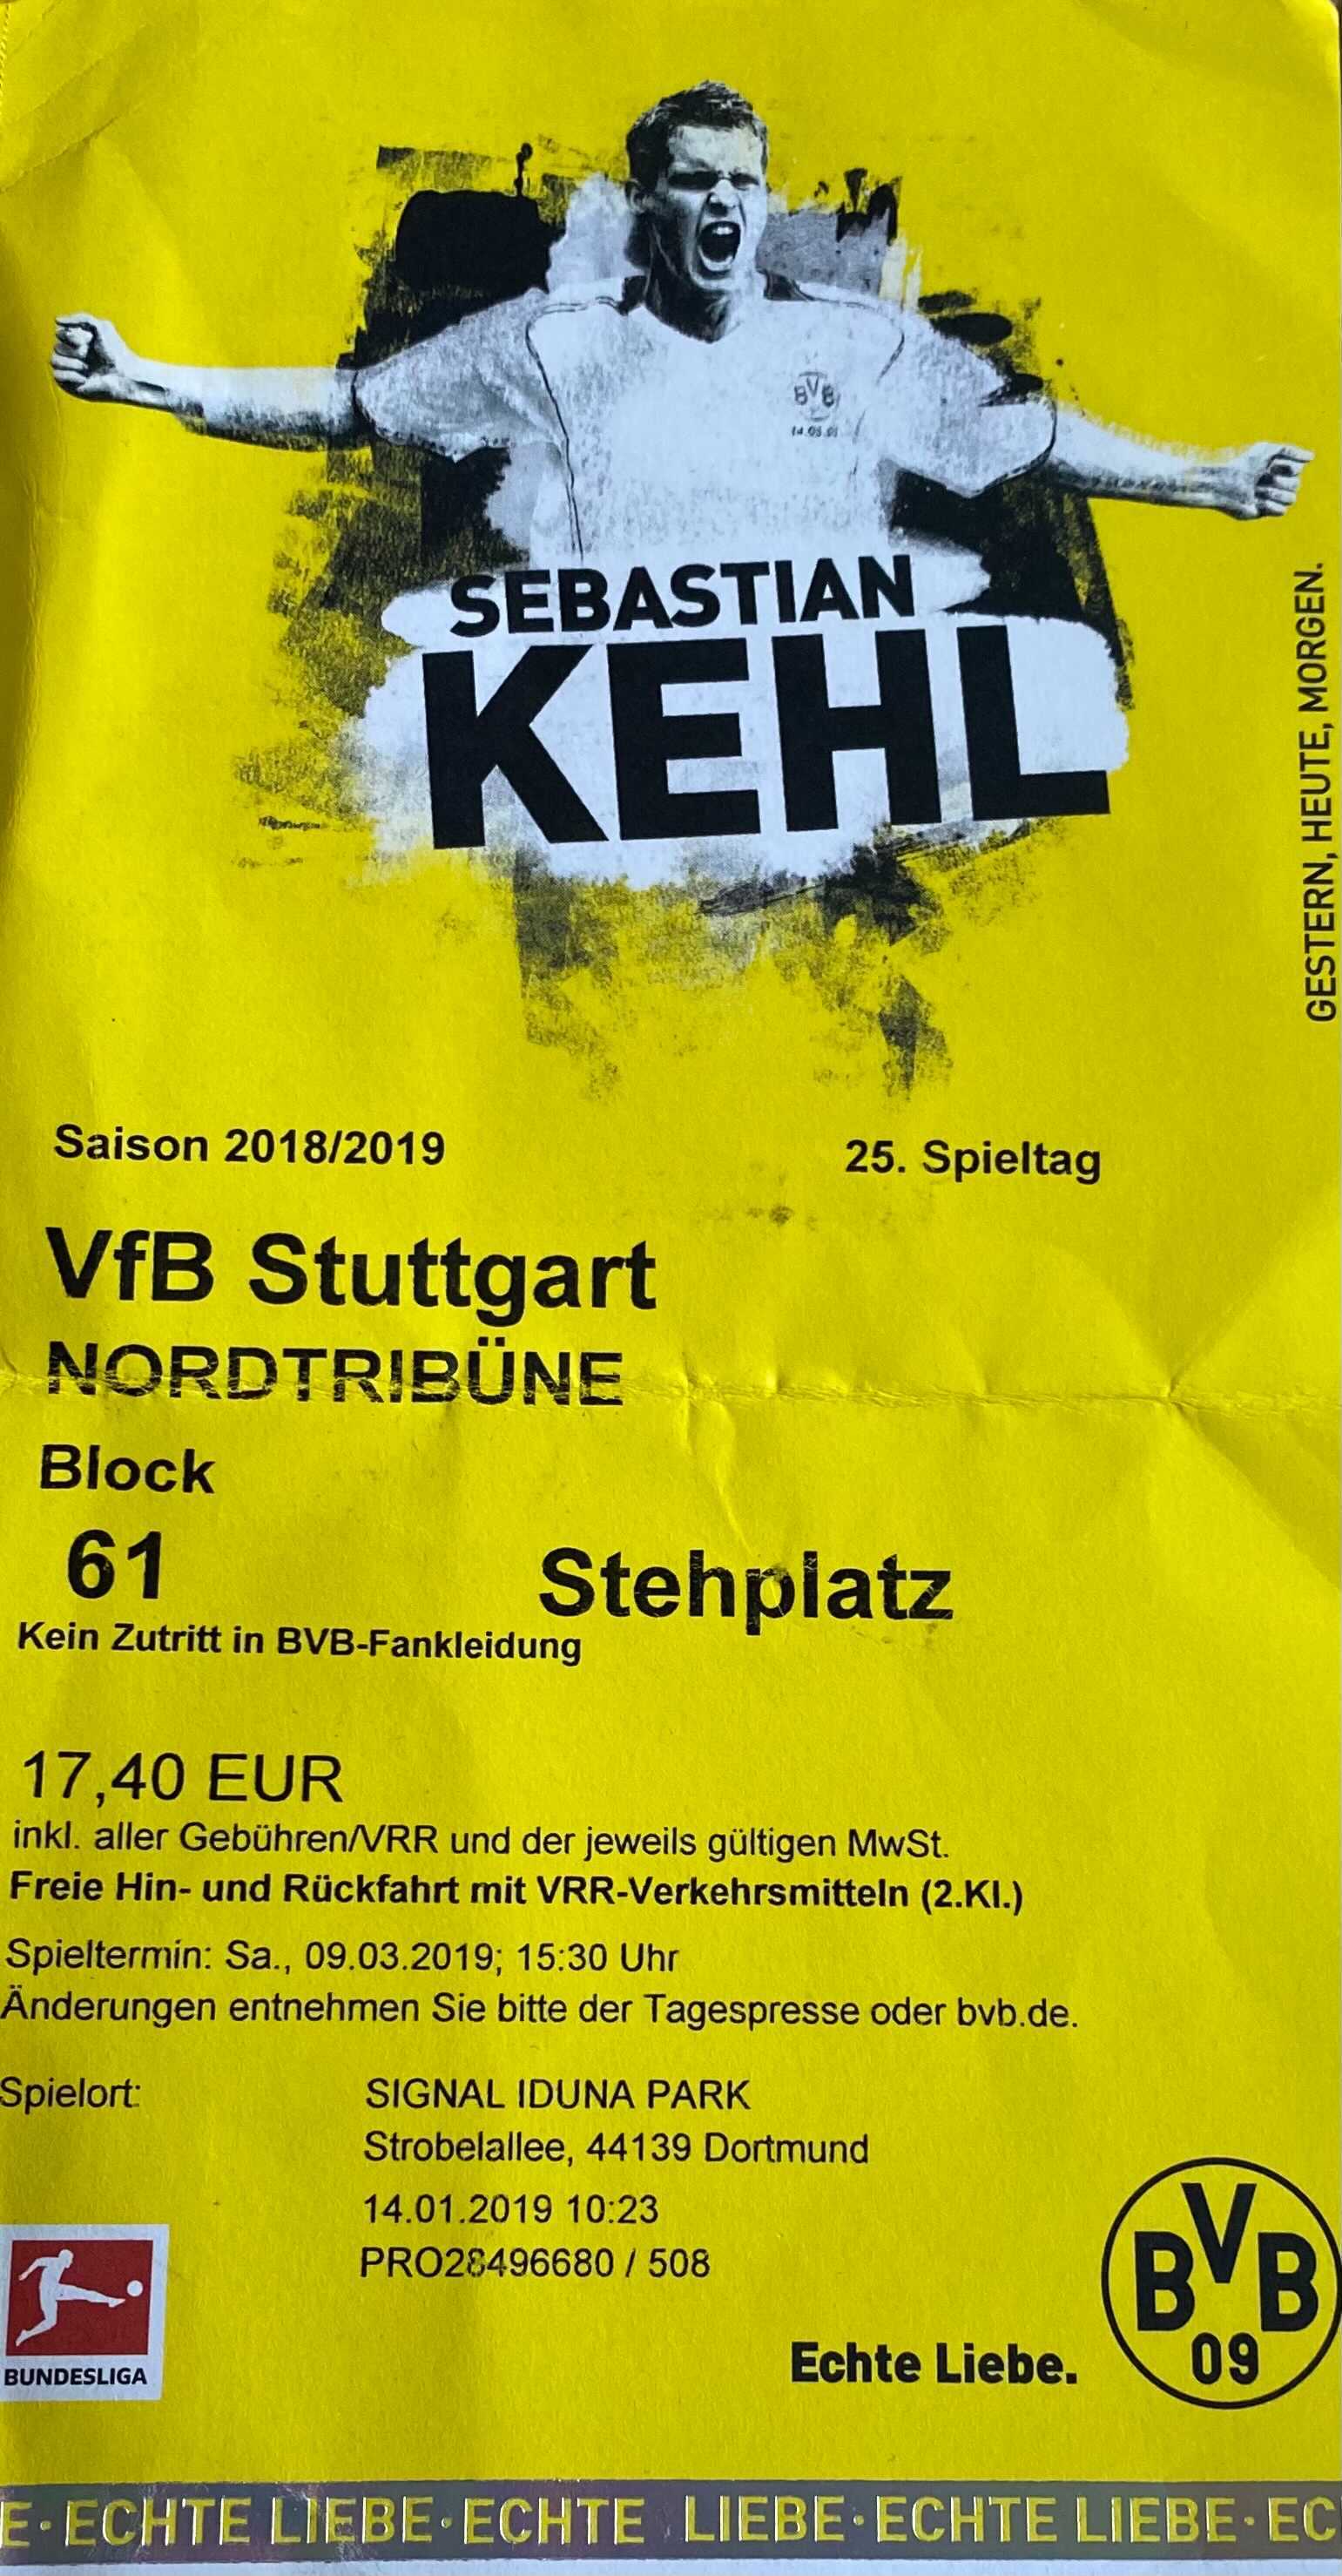 BVB
SEBASTIAN
KEHL
GESTERN, HEUTE, MORGEN.
Saison 2018/2019 25. Spieltag
VfB Stuttgart
NORDTRIBÜNE
Block
61 Stehplatz
Kein Zutritt in BVB-Fankleidung
17,40 EUR
inkl. aller Gebühren/VRR und der jeweils gültigen MwSt.
Freie Hin- und Rückfahrt mit VRR-Verkehrsmitteln (2.Kl.)
Spieltermin: Sa., 09.03.2019; 15:30 Uhr
Änderungen entnehmen Sie bitte der Tagespresse oder bvb.de.
Spielort: SIGNAL IDUNA PARK
Strobelallee, 44139 Dortmund
14.01.2019 10:23
PRO28496680 / 508
BUNDESLIGA
Echte Liebe.
BVB
09
E·ECHTE LIEBE·ECHTE LIEBE·ECHTE LIEBE·EC